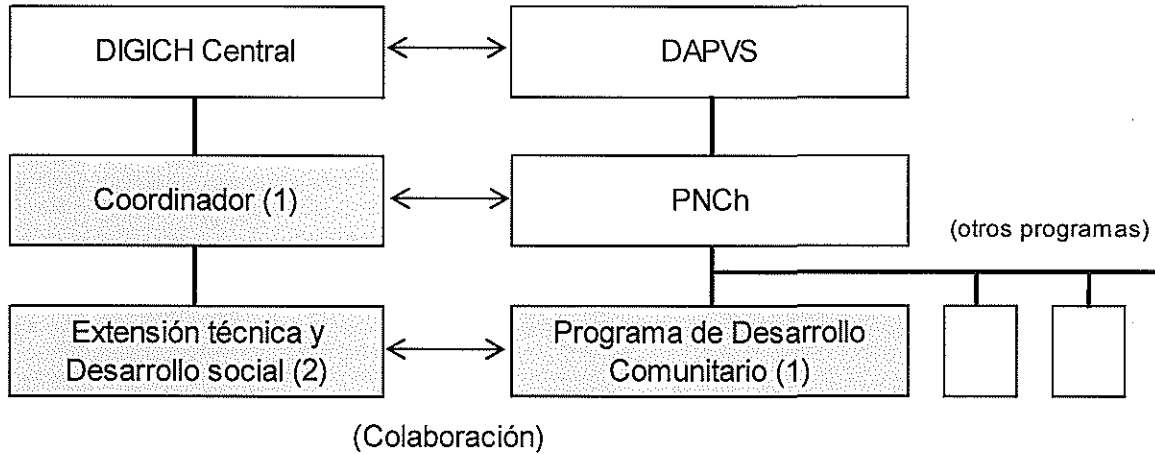 DIGICH Central
DAPVS
Coordinador (1)
PNCh
(otros programas)
Extensión técnica y
Desarrollo social (2)
Programa de Desarrollo
Comunitario (1)
(Colaboración)